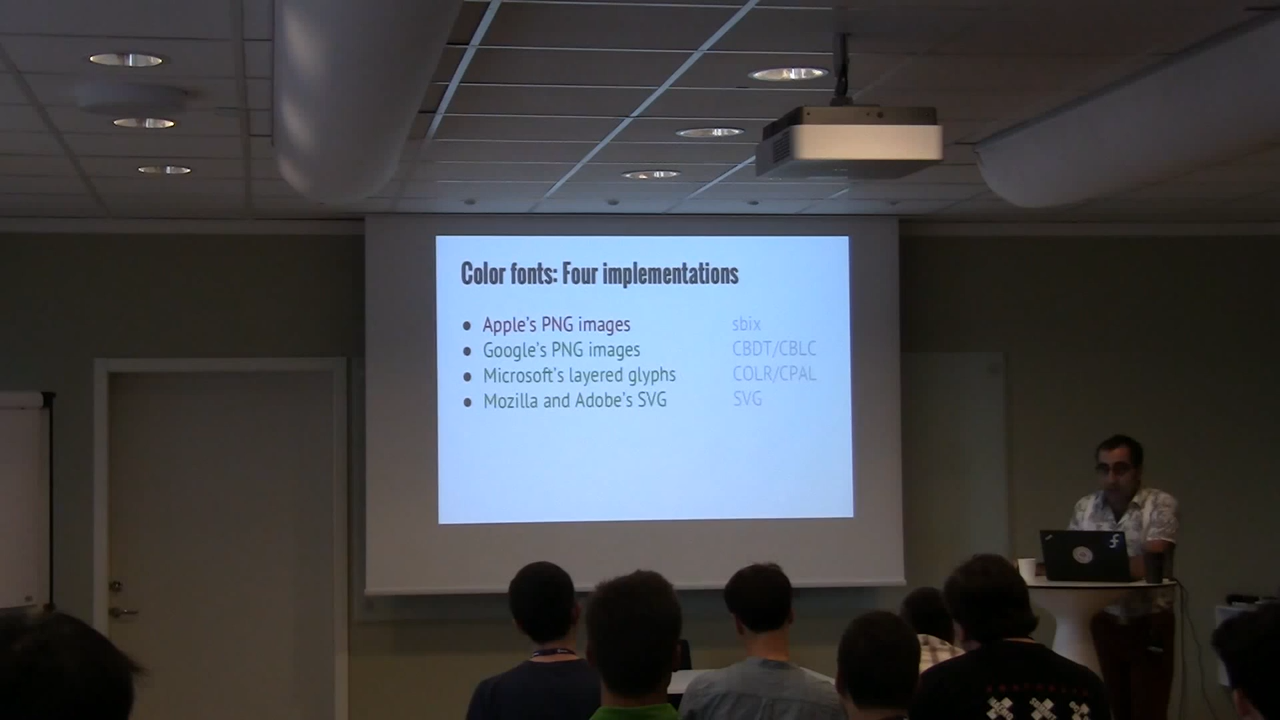 Color fonts: Four implementations
● Apple's PNG images sbix
● Google's PNG images CBDT/CBLC
● Microsoft's layered glyphs COLR/CPAL
● Mozilla and Adobe's SVG SVG